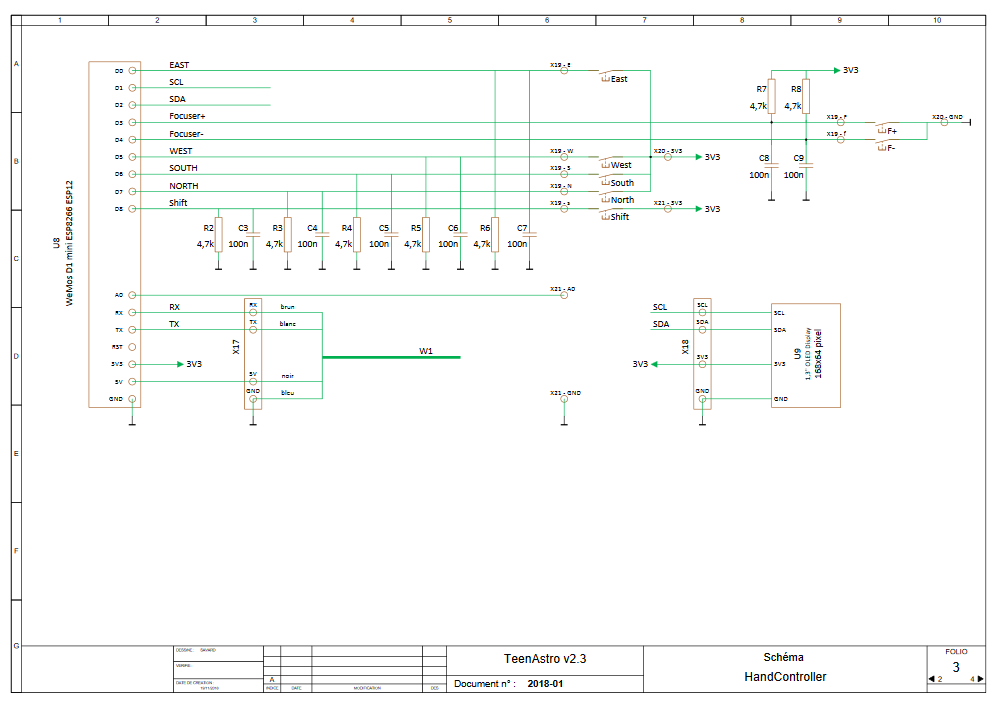 1 2 3 4 5 6 7 8 9 10
A
B
C
D
E
F
G
U8
WeMos D1 mini ESP8266 ESP12
D0 EAST X19 - E East
D1 SCL
D2 SDA
D3 Focuser+ X19 - F F+ X20 - GND
D4 Focuser- X19 - f F-
D5 WEST X19 - W West X20 - 3V3 3V3
D6 SOUTH X19 - S South
D7 NORTH X19 - N North
D8 Shift X19 - s Shift X21 - 3V3 3V3
3V3
R7 R8
4,7k 4,7k
C8 C9
100n 100n
R2 C3 R3 C4 R4 C5 R5 C6 R6 C7
4,7k 100n 4,7k 100n 4,7k 100n 4,7k 100n 4,7k 100n
A0 X21 - A0
RX RX RX brun
TX TX TX blanc
RST
3V3 3V3
5V 5V noir
GND GND bleu
X17
W1
X21 - GND
SCL SCL SCL
SDA SDA SDA
3V3 3V3 3V3
GND GND
X18
U9
1,3" OLED Display
168x64 pixel
DESSINE: SAVARD
VERIFIE:
DATE DE CREATION
19/11/2018
A
INDICE DATE MODIFICATION DES
TeenAstro v2.3
Document n° : 2018-01
Schéma
HandController
FOLIO
3
2 4